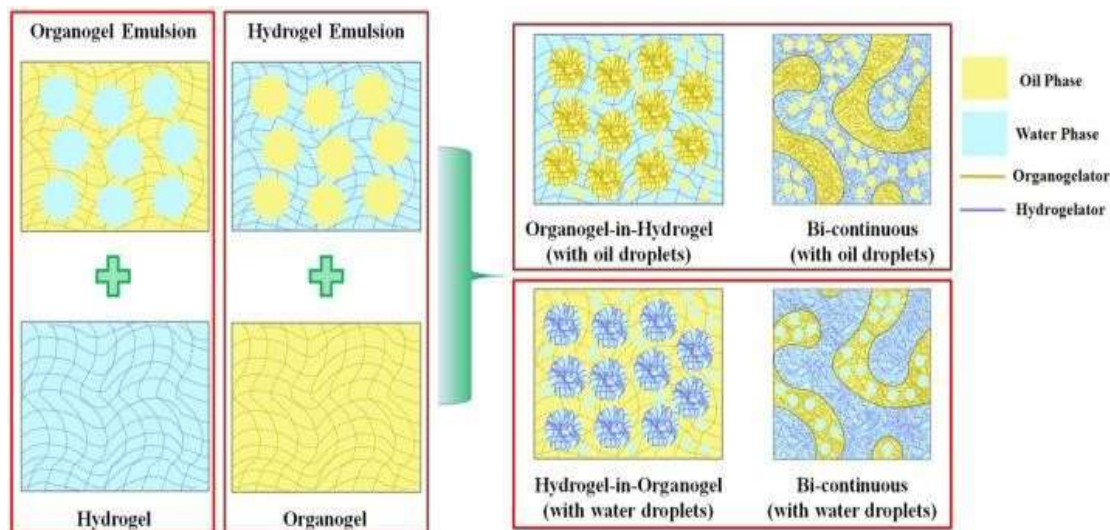 Organogel Emulsion
Hydrogel Emulsion
Hydrogel
Organogel
Organogel-in-Hydrogel
(with oil droplets)
Bi-continuous
(with oil droplets)
Hydrogel-in-Organogel
(with water droplets)
Bi-continuous
(with water droplets)
Oil Phase
Water Phase
Organogelator
Hydrogelator